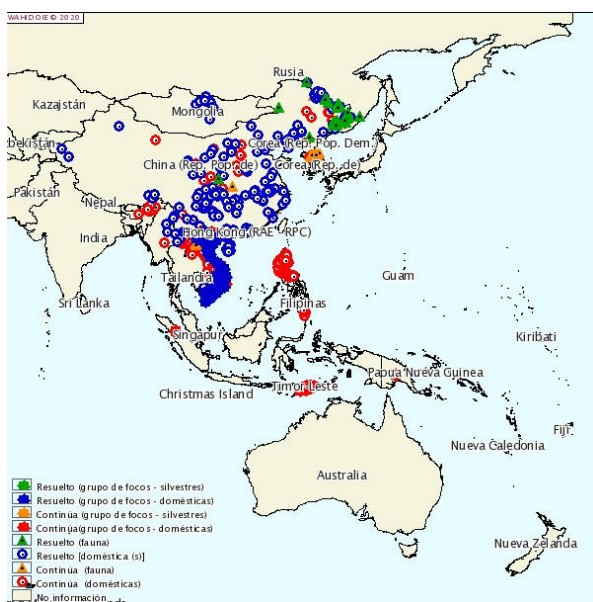 WAHIDOIE © 2020
Rusia
Kazajstán
Mongolia
bekistán
Corea (Rep. Pop. Dem.
China (Rep. Pop. de)
Corea (Rep. de)
Pakistán
Nepal
Hong Kong (RAE - RPC)
India
Tailandia
Guam
Sri Lanka
Filipinas
Singapur
Kiribati
Papúa Nueva Guinea
Timor-Leste
Christmas Island
Fiji
Nueva Caledonia
Australia
Nueva Zelanda
Resuelto (grupo de focos - silvestres)
Resuelto (grupo de focos - domésticas)
Continúa (grupo de focos - silvestres)
Continúa(grupo de focos - domésticas)
Resuelto (fauna)
Resuelto [doméstica (s)]
Continúa (fauna)
Continúa (domésticas)
No información